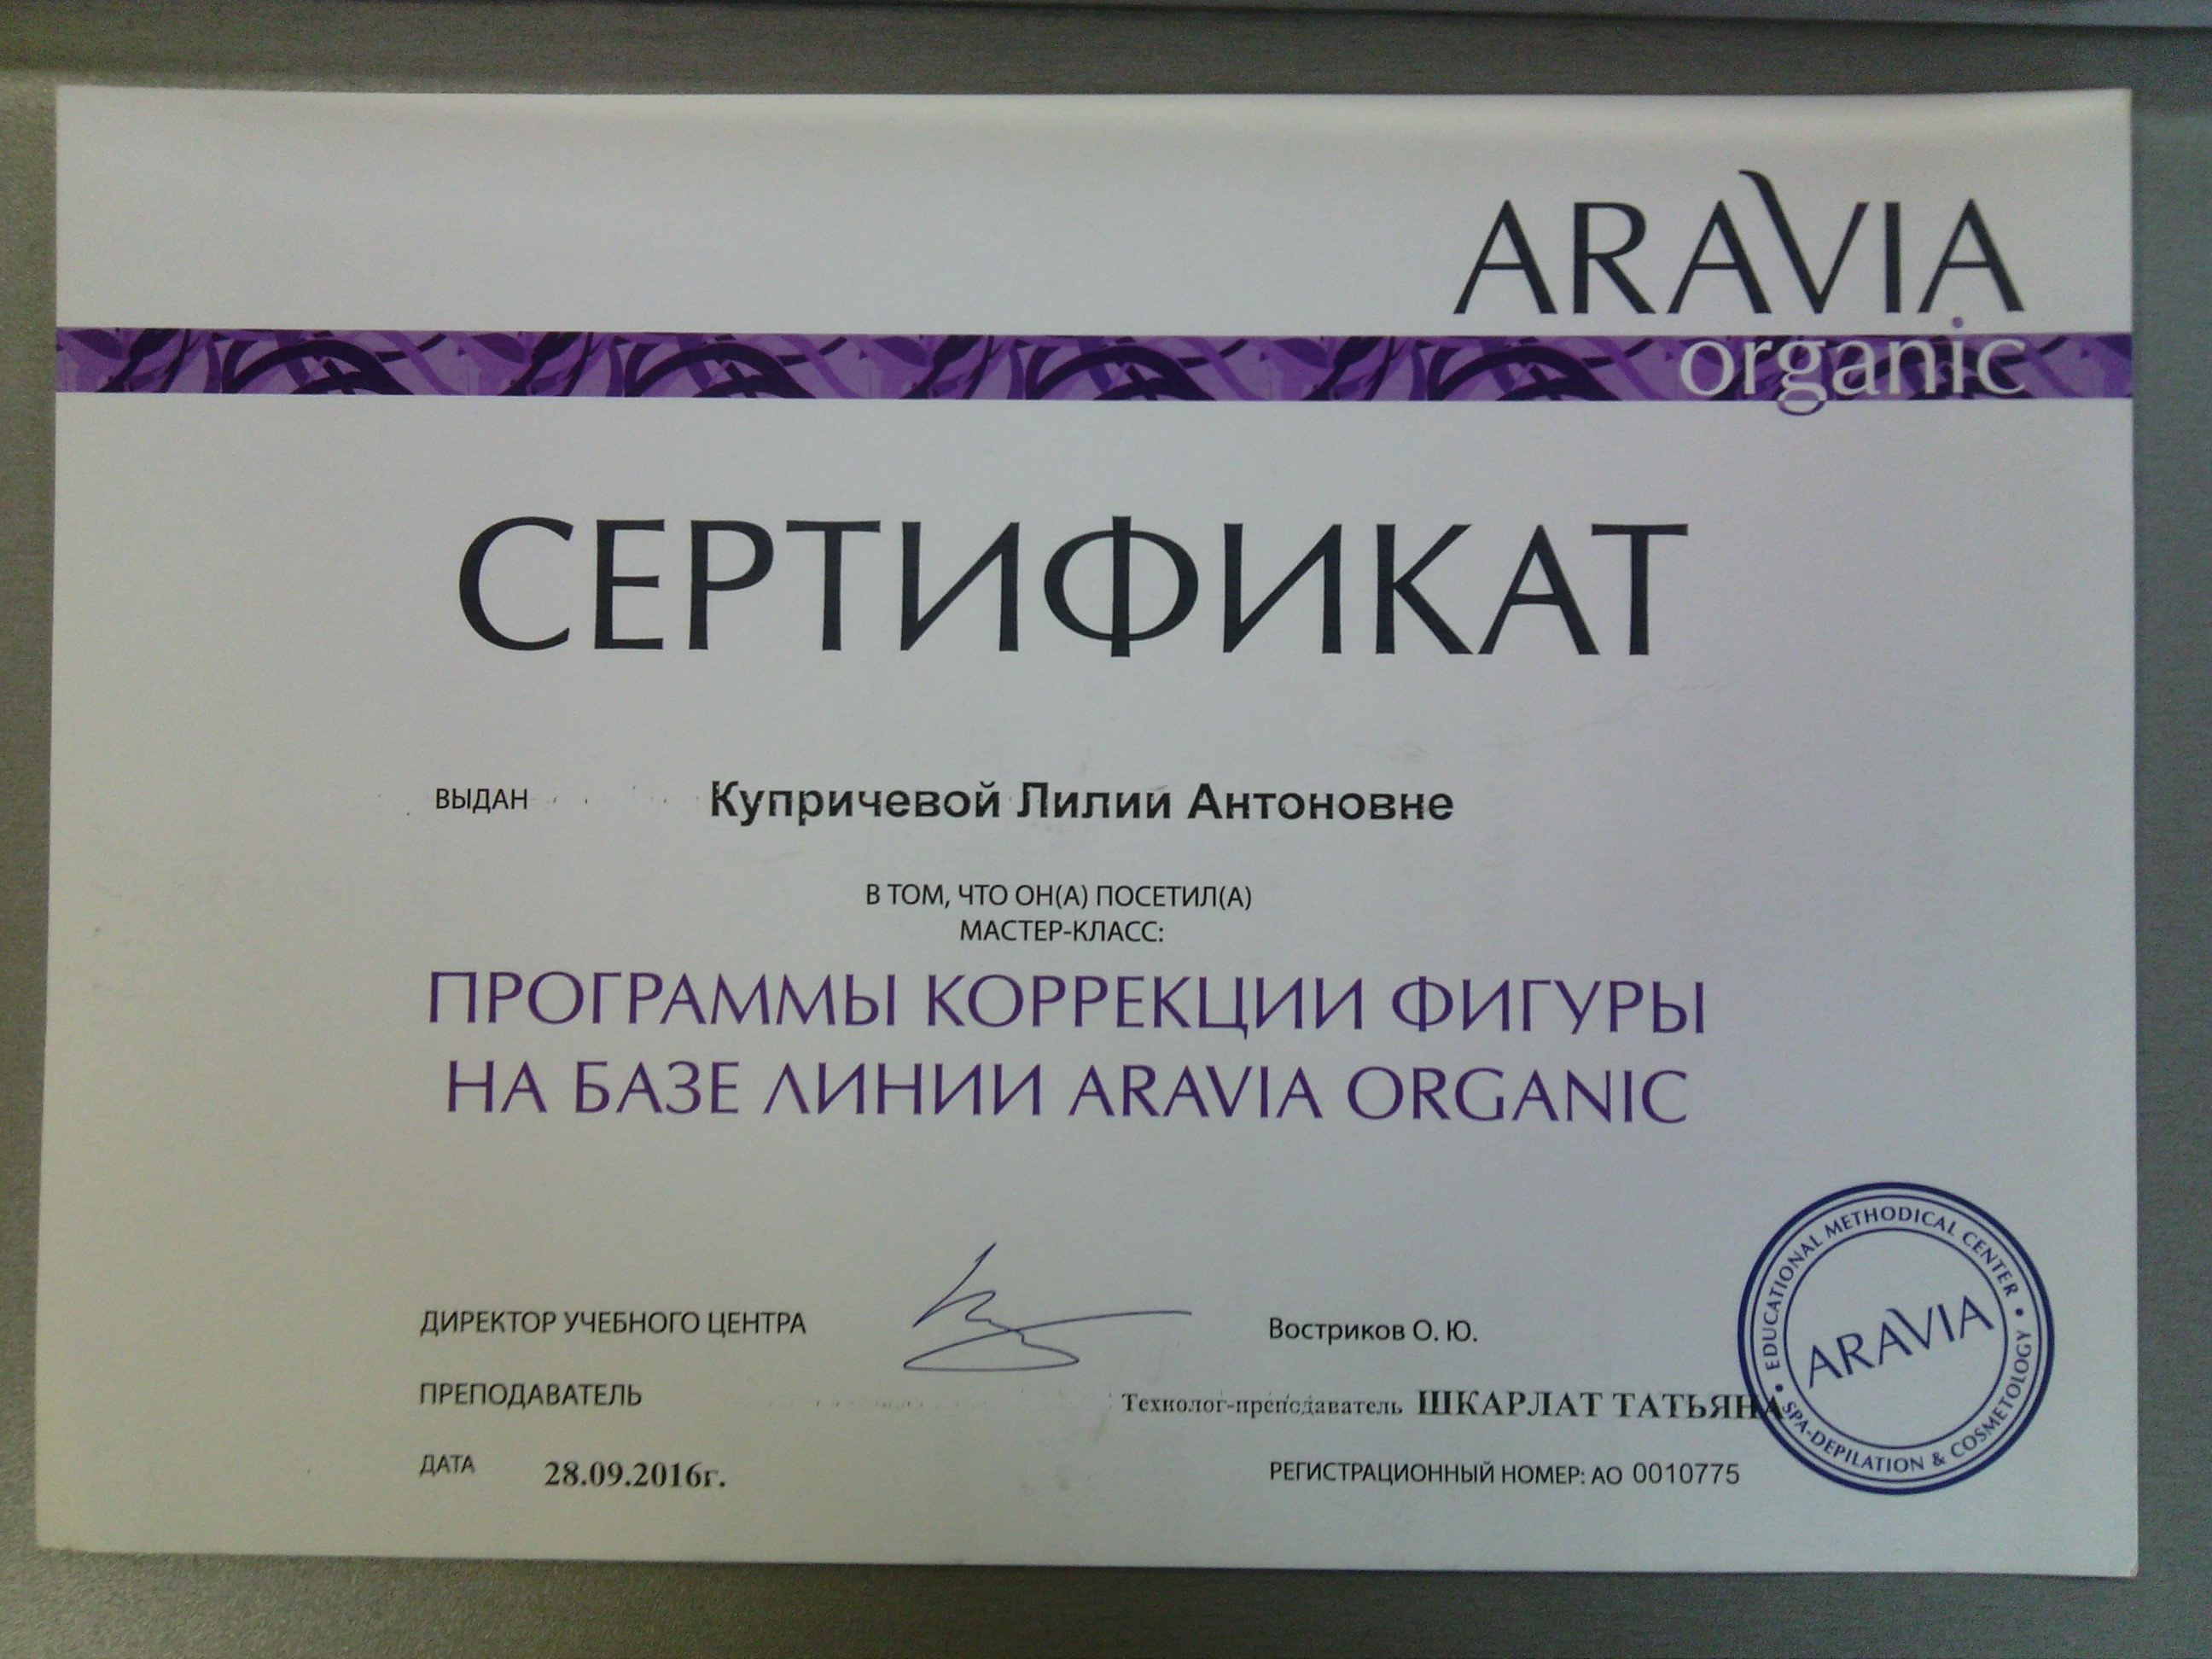 ARAVIA
organic
СЕРТИФИКАТ
ВЫДАН Купричевой Лилии Антоновне
В ТОМ, ЧТО ОН(А) ПОСЕТИЛ(А)
МАСТЕР-КЛАСС:
ПРОГРАММЫ КОРРЕКЦИИ ФИГУРЫ
НА БАЗЕ ЛИНИИ ARAVIA ORGANIC
ДИРЕКТОР УЧЕБНОГО ЦЕНТРА Востриков О. Ю.
ПРЕПОДАВАТЕЛЬ Технолог-преподаватель ШКАРЛАТ ТАТЬЯНА
ДАТА 28.09.2016г. РЕГИСТРАЦИОННЫЙ НОМЕР: АО 0010775
EDUCATIONAL METHODICAL CENTER
ARAVIA
SPA-DEPILATION & COSMETOLOGY